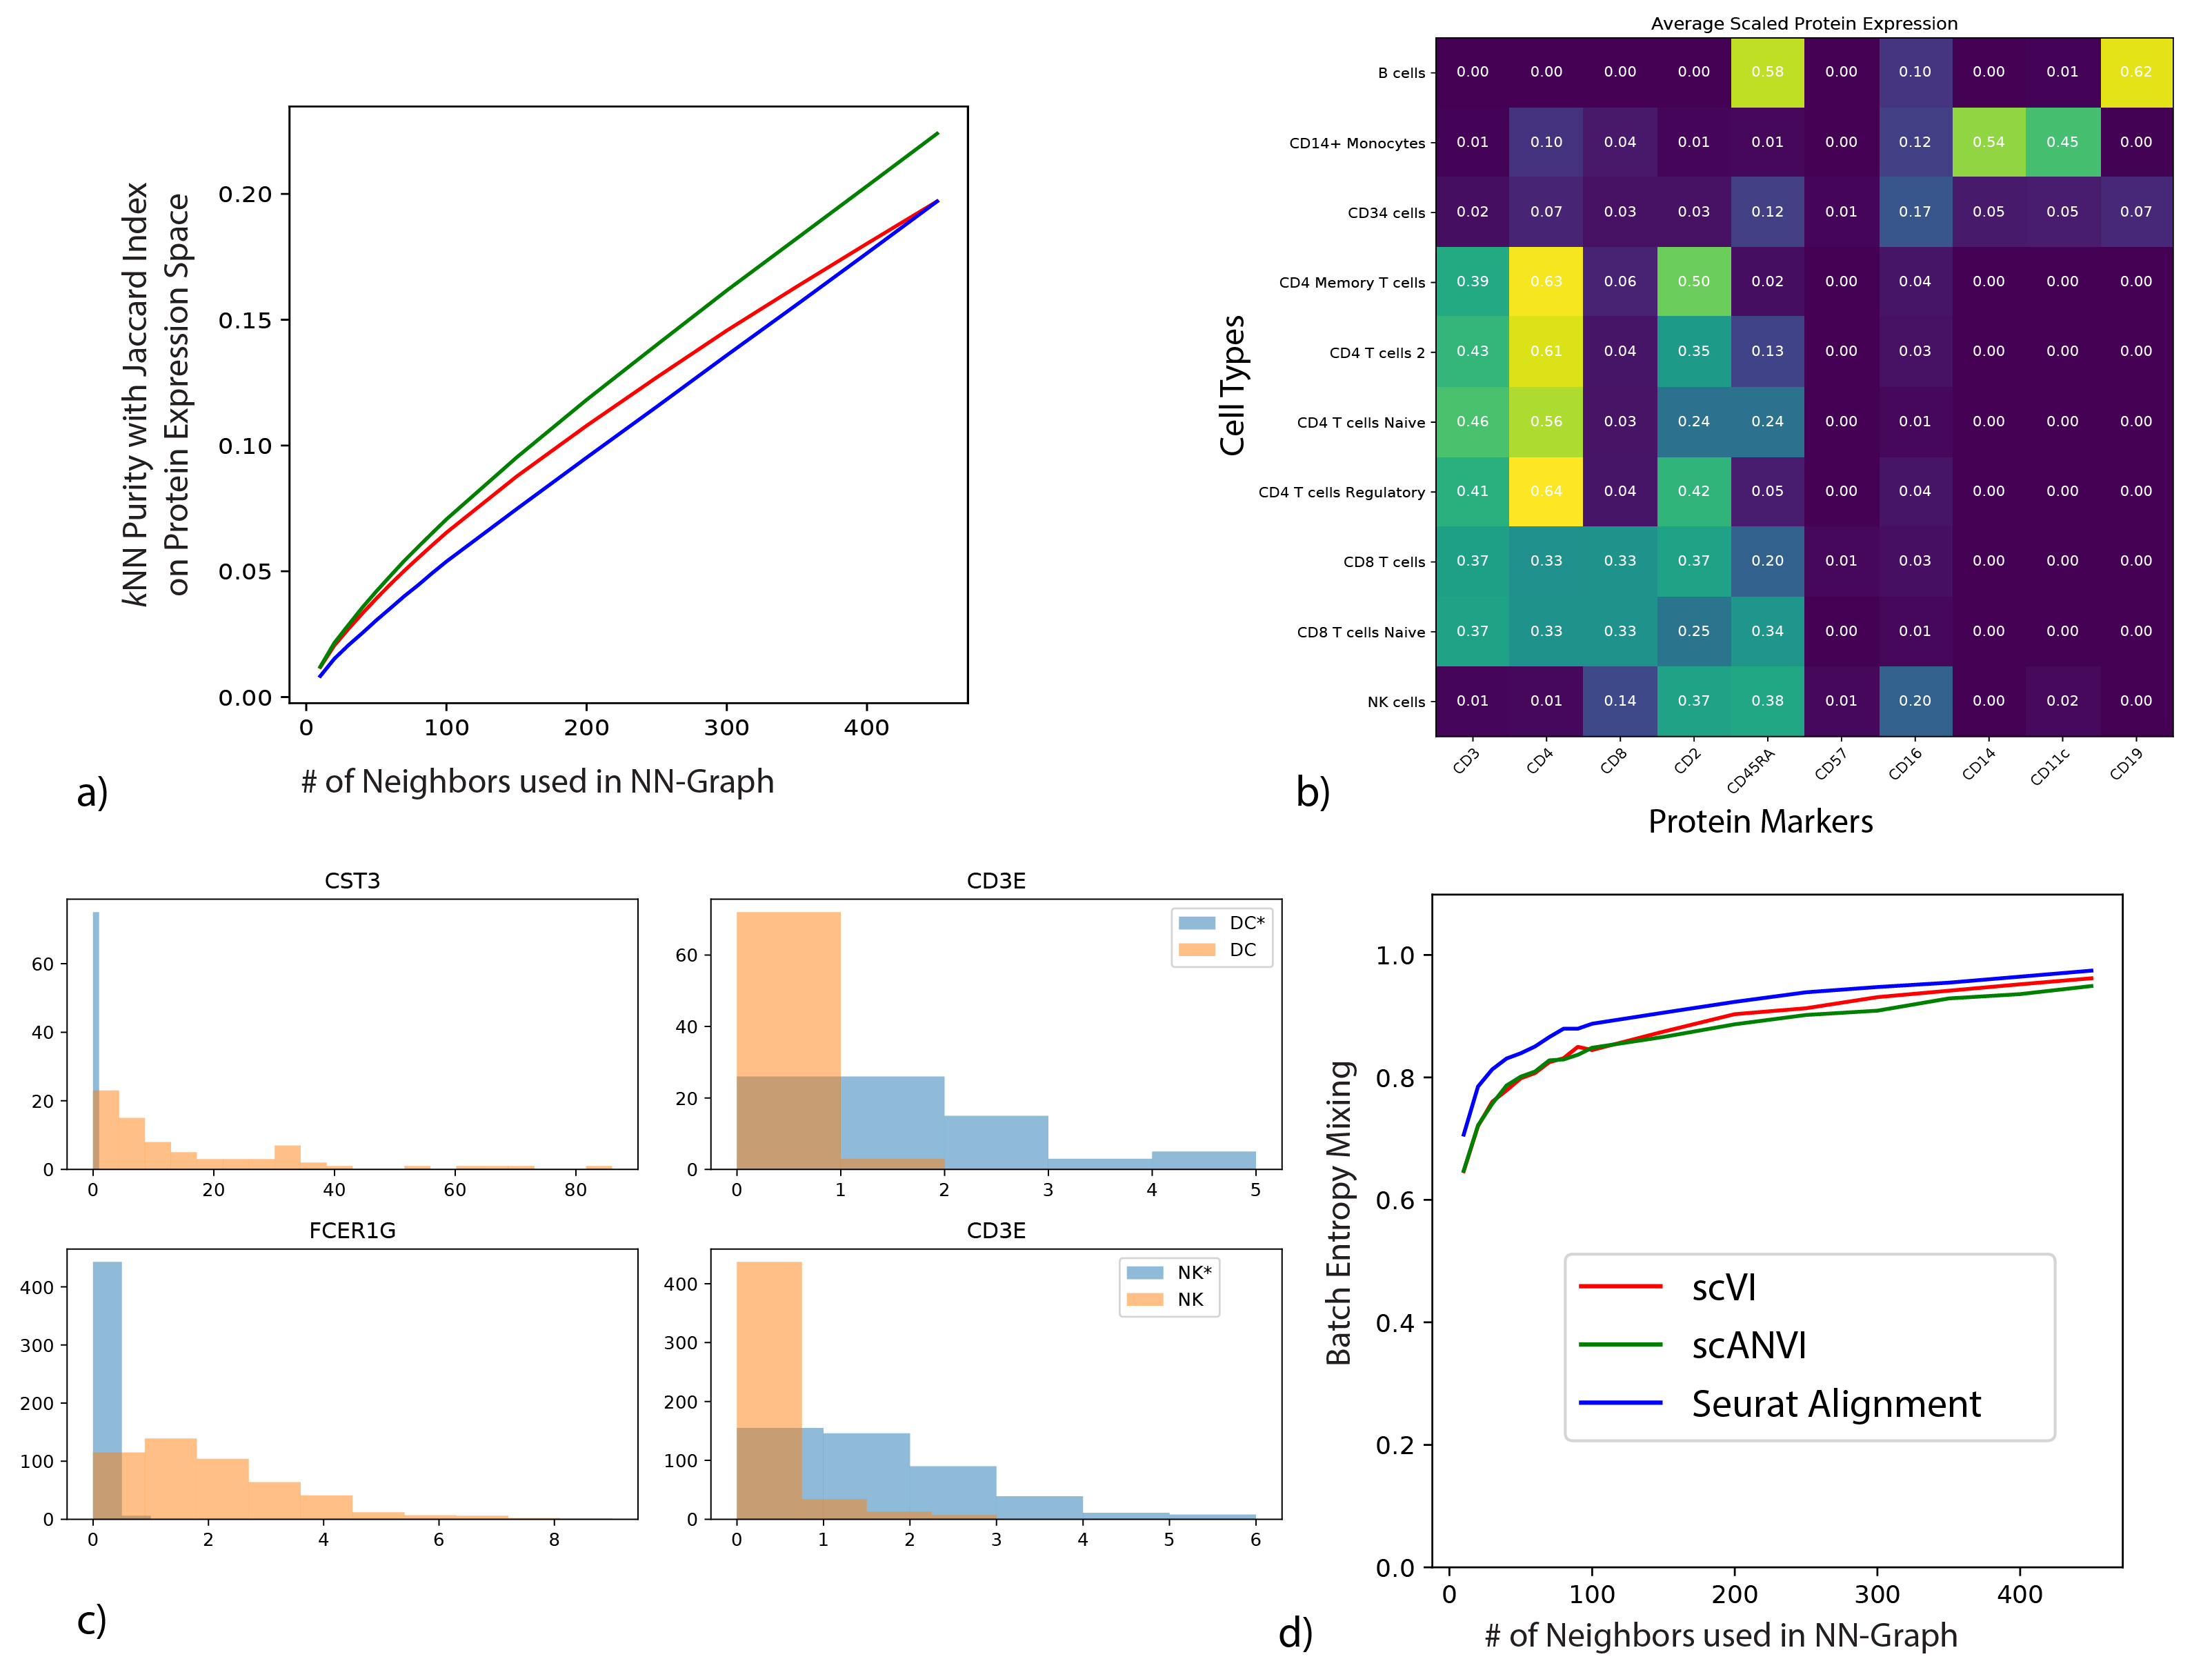 kNN Purity with Jaccard Index
on Protein Expression Space
0.20
0.15
0.10
0.05
0.00
0 100 200 300 400
# of Neighbors used in NN-Graph
a)
Average Scaled Protein Expression
Cell Types
B cells 0.00 0.00 0.00 0.00 0.58 0.00 0.10 0.00 0.01 0.62
CD14+ Monocytes 0.01 0.10 0.04 0.01 0.01 0.00 0.12 0.54 0.45 0.00
CD34 cells 0.02 0.07 0.03 0.03 0.12 0.01 0.17 0.05 0.05 0.07
CD4 Memory T cells 0.39 0.63 0.06 0.50 0.02 0.00 0.04 0.00 0.00 0.00
CD4 T cells 2 0.43 0.61 0.04 0.35 0.13 0.00 0.03 0.00 0.00 0.00
CD4 T cells Naive 0.46 0.56 0.03 0.24 0.24 0.00 0.01 0.00 0.00 0.00
CD4 T cells Regulatory 0.41 0.64 0.04 0.42 0.05 0.00 0.04 0.00 0.00 0.00
CD8 T cells 0.37 0.33 0.33 0.37 0.20 0.01 0.03 0.00 0.00 0.00
CD8 T cells Naive 0.37 0.33 0.33 0.25 0.34 0.00 0.01 0.00 0.00 0.00
NK cells 0.01 0.01 0.14 0.37 0.38 0.01 0.20 0.00 0.02 0.00
CD3 CD4 CD8 CD2 CD45RA CD57 CD16 CD14 CD11c CD19
b)
Protein Markers
CST3
60
40
20
0
0 20 40 60 80
CD3E
DC*
DC
60
40
20
0
0 1 2 3 4 5
FCER1G
400
300
200
100
0
0 2 4 6 8
CD3E
NK*
NK
400
300
200
100
0
0 1 2 3 4 5 6
c)
Batch Entropy Mixing
1.0
0.8
0.6
0.4
0.2
0.0
scVI
scANVI
Seurat Alignment
0 100 200 300 400
# of Neighbors used in NN-Graph
d)